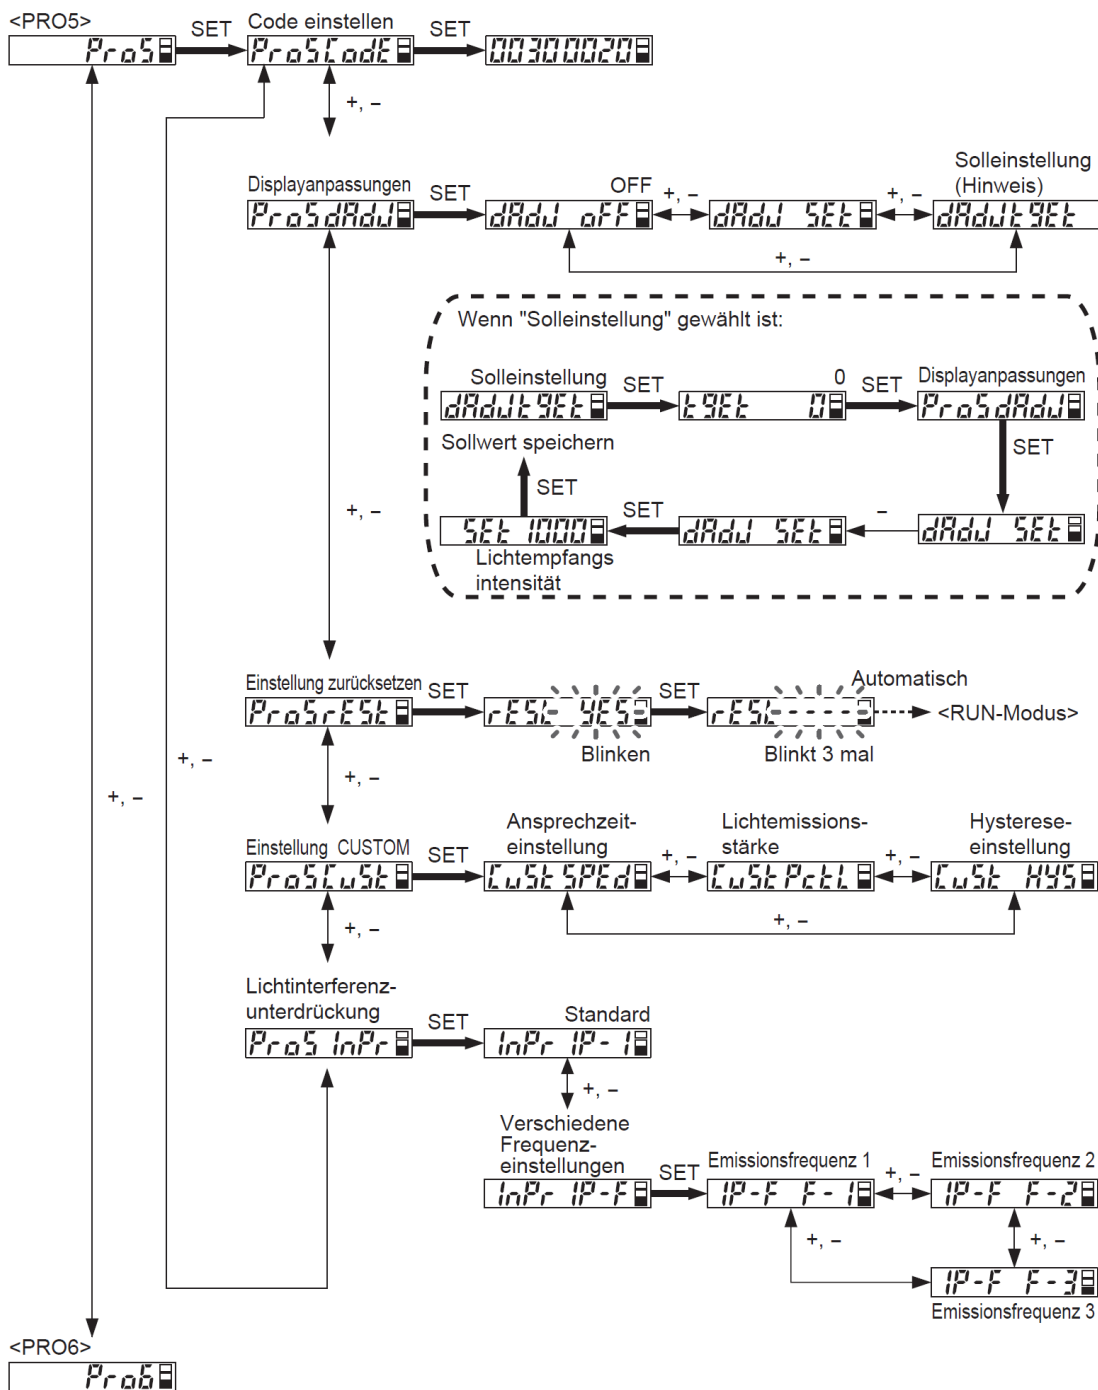 <PRO5>
Pro5
SET
Code einstellen
Pro5CodE
SET
00300020
+, –
Displayanpassungen
Pro5dAdJ
SET
OFF
dAdJ oFF
+, –
dAdJ SEt
+, –
Solleinstellung
(Hinweis)
dAdJtgEt
+, –
Wenn "Solleinstellung" gewählt ist:
Solleinstellung
dAdJtgEt
SET
0
tgEt 0
SET
Displayanpassungen
Pro5dAdJ
SET
dAdJ SEt
–
dAdJ SEt
SET
SEt 1000
Lichtempfangs
intensität
SET
Sollwert speichern
+, –
Einstellung zurücksetzen
Pro5rESt
SET
rESt YES
Blinken
SET
rESt -----
Blinkt 3 mal
Automatisch
<RUN-Modus>
+, –
+, –
+, –
Einstellung CUSTOM
Pro5CuSt
SET
Ansprechzeit-
einstellung
CuSt SPEd
+, –
Lichtemissions-
stärke
CuStPctL
+, –
Hysterese-
einstellung
CuSt HYS
+, –
+, –
Lichtinterferenz-
unterdrückung
Pro5 InPr
SET
Standard
InPr IP-1
+, –
Verschiedene
Frequenz-
einstellungen
InPr IP-F
SET
Emissionsfrequenz 1
IP-F F-1
+, –
Emissionsfrequenz 2
IP-F F-2
+, –
+, –
IP-F F-3
Emissionsfrequenz 3
<PRO6>
Pro6